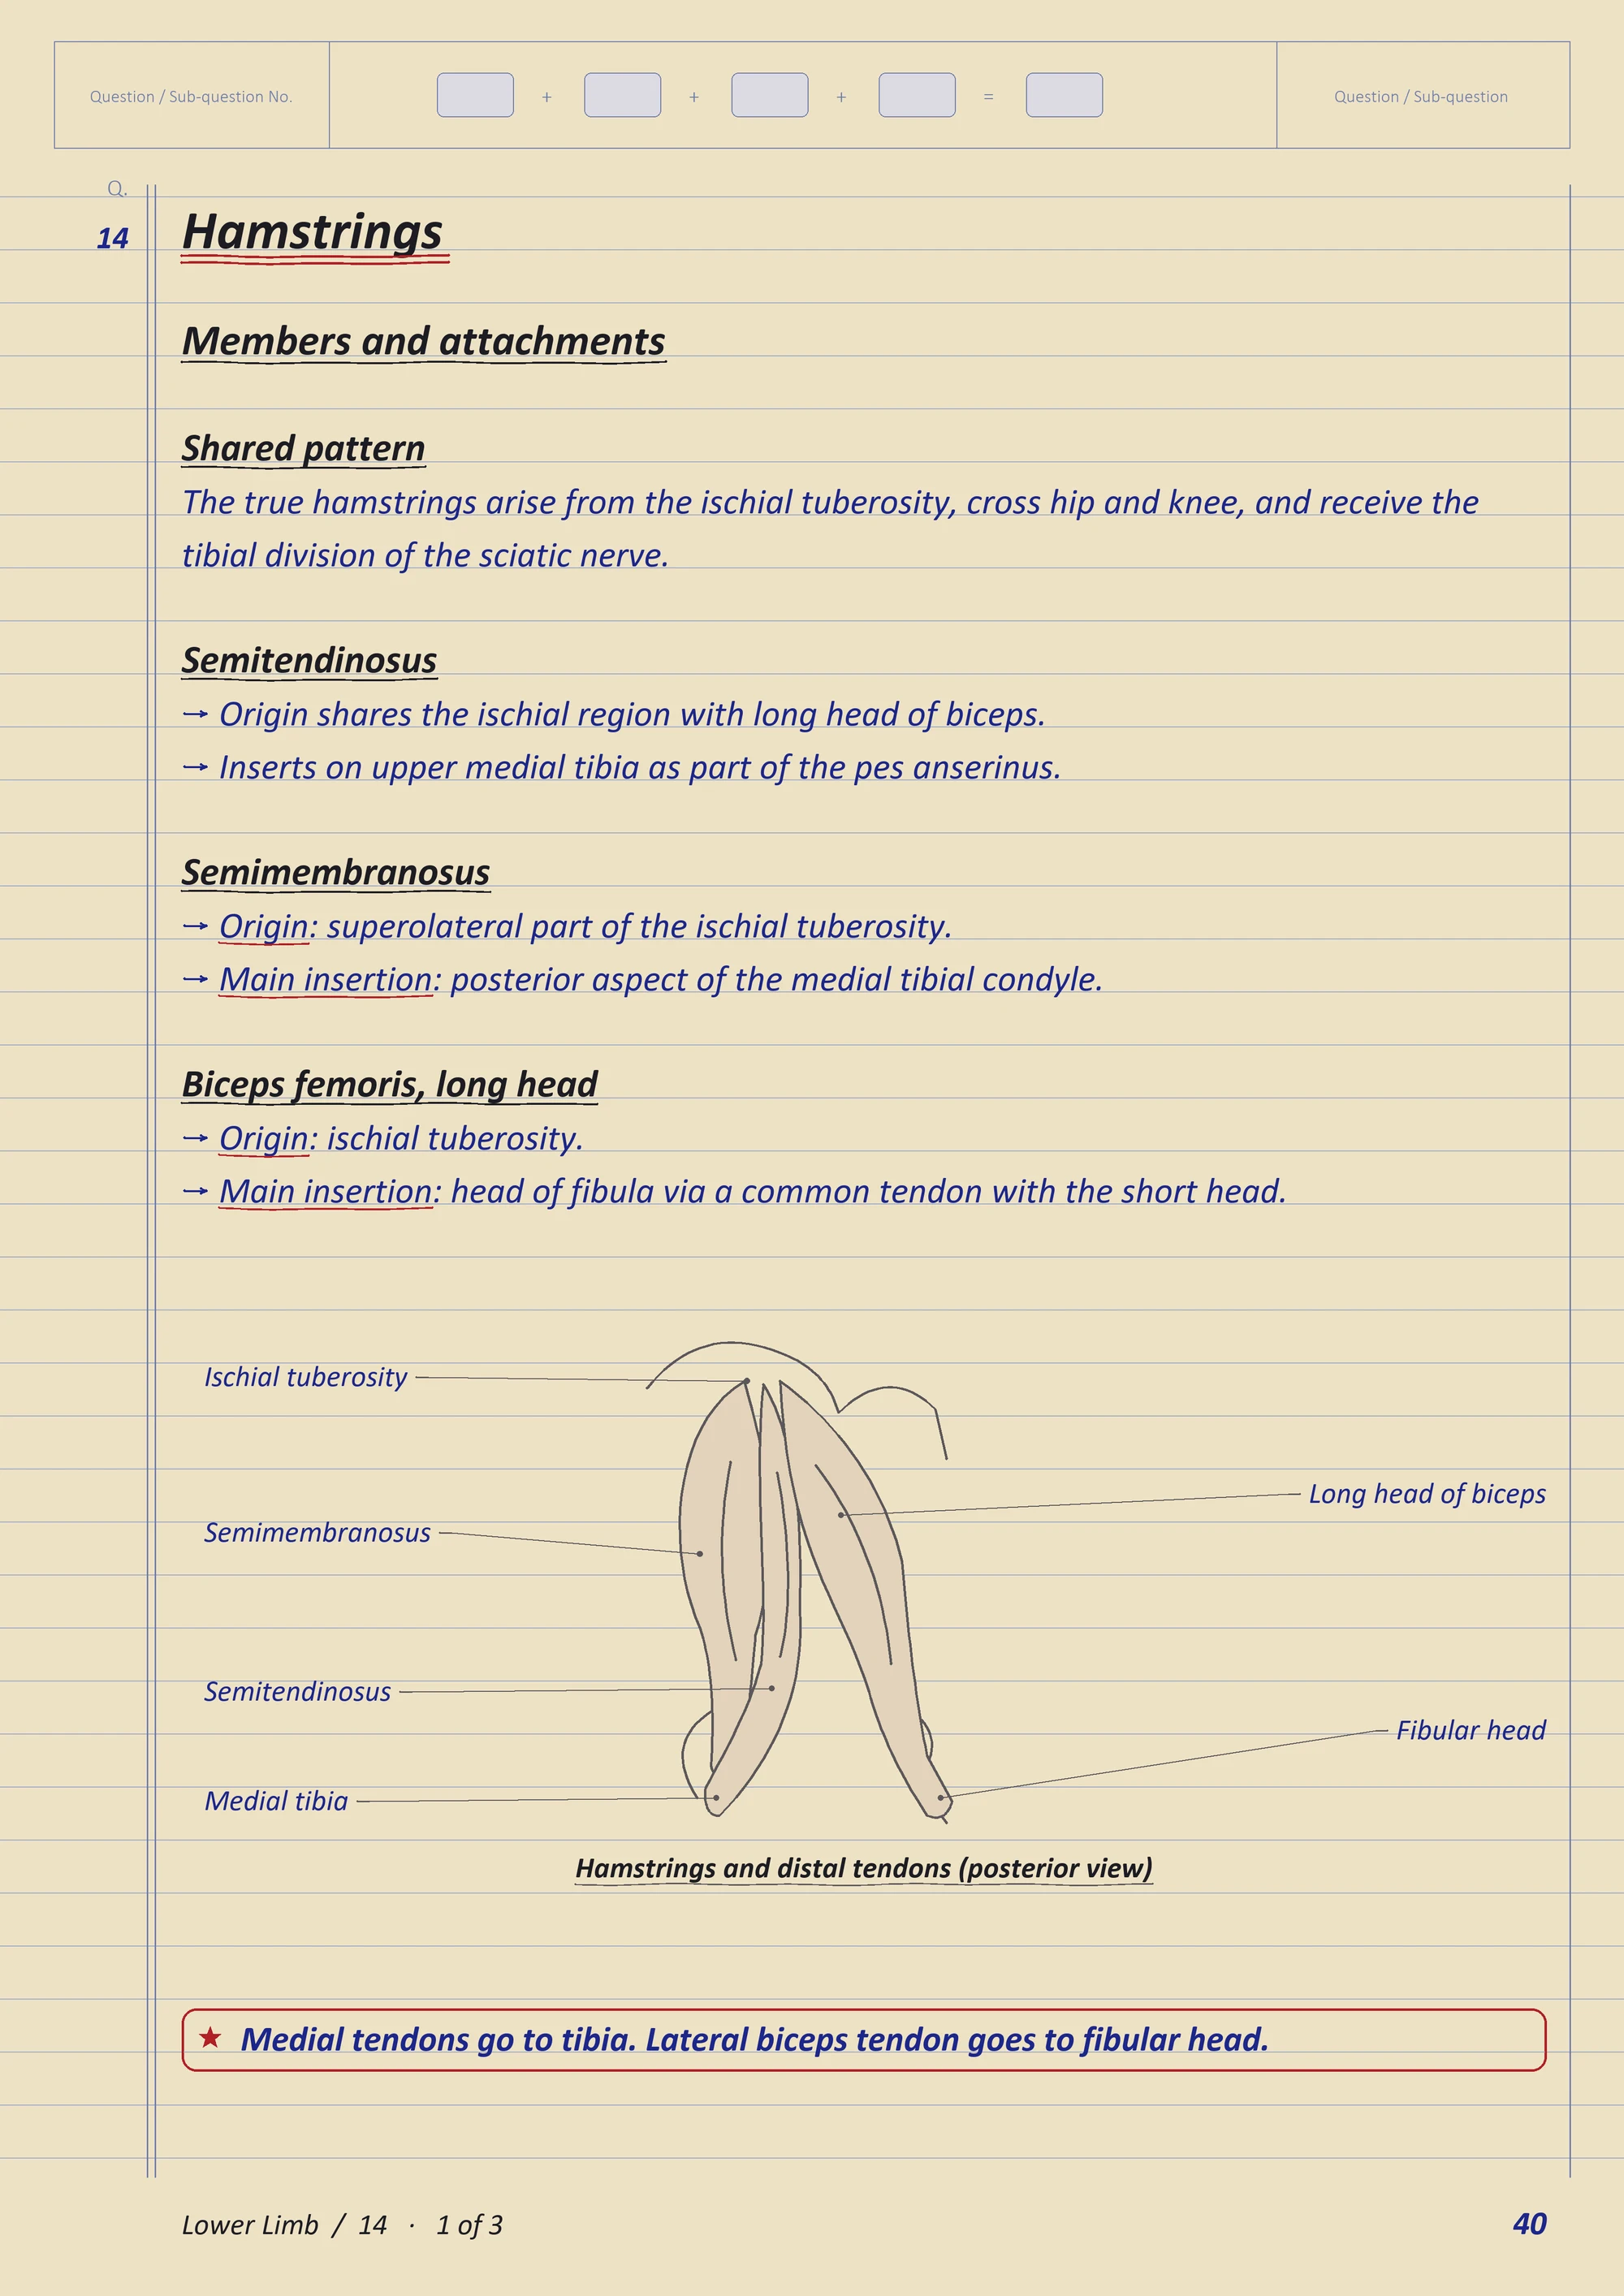 Question / Sub-question No.
+ + + =
Question / Sub-question
Q.
14
Hamstrings
Members and attachments
Shared pattern
The true hamstrings arise from the ischial tuberosity, cross hip and knee, and receive the
tibial division of the sciatic nerve.
Semitendinosus
→ Origin shares the ischial region with long head of biceps.
→ Inserts on upper medial tibia as part of the pes anserinus.
Semimembranosus
→ Origin: superolateral part of the ischial tuberosity.
→ Main insertion: posterior aspect of the medial tibial condyle.
Biceps femoris, long head
→ Origin: ischial tuberosity.
→ Main insertion: head of fibula via a common tendon with the short head.
Ischial tuberosity
Long head of biceps
Semimembranosus
Semitendinosus
Fibular head
Medial tibia
Hamstrings and distal tendons (posterior view)
★ Medial tendons go to tibia. Lateral biceps tendon goes to fibular head.
Lower Limb / 14 · 1 of 3
40